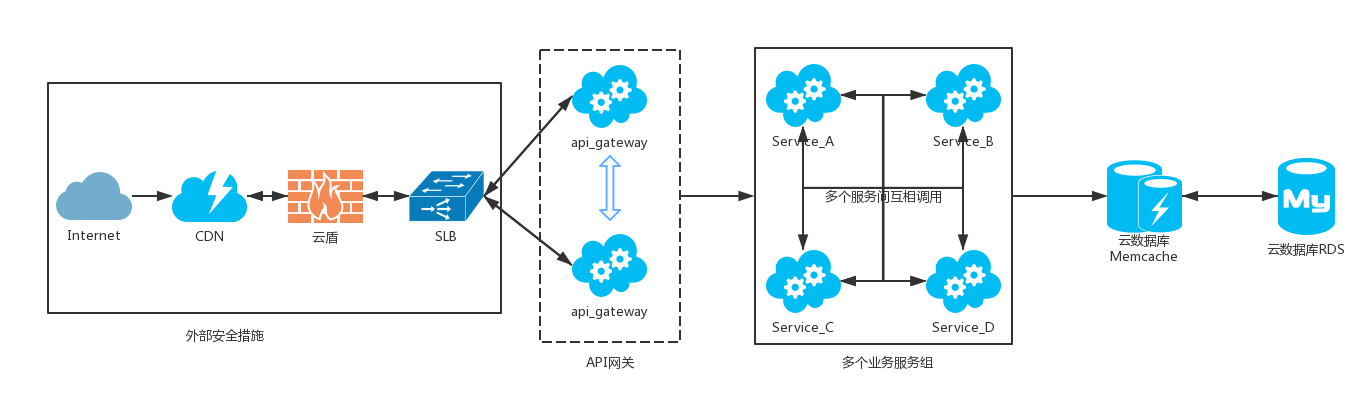 Internet
CDN
云盾
SLB
外部安全措施
api_gateway
api_gateway
API网关
Service_A
Service_B
多个服务间互相调用
Service_C
Service_D
多个业务服务组
云数据库
Memcache
My
云数据库RDS